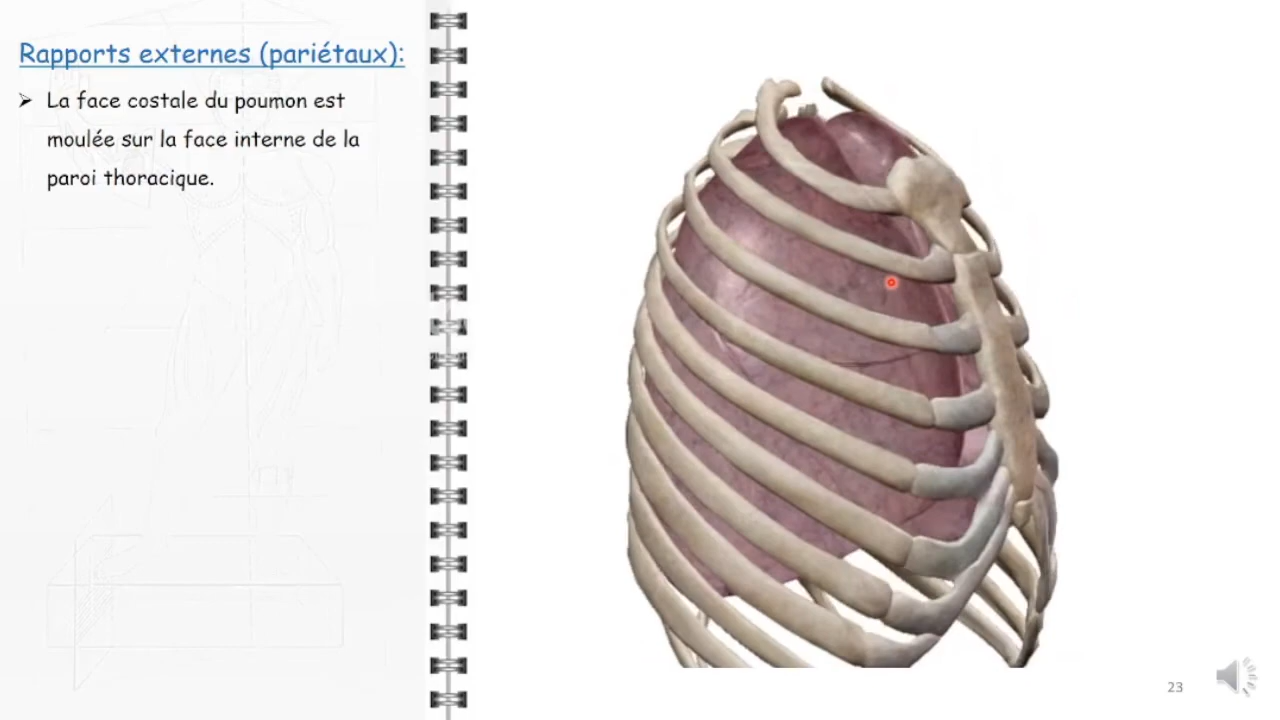 Rapports externes (pariétaux):
➢ La face costale du poumon est
moulée sur la face interne de la
paroi thoracique.
23